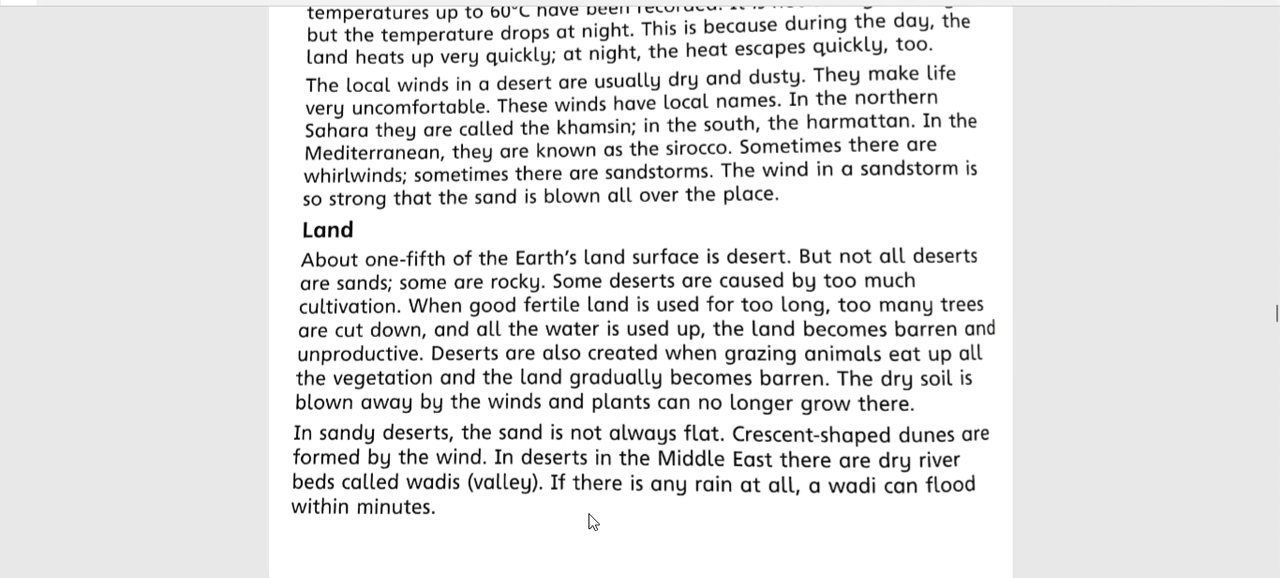 temperatures up to 60°C have been recorded. It is
but the temperature drops at night. This is because during the day, the
land heats up very quickly; at night, the heat escapes quickly, too.
The local winds in a desert are usually dry and dusty. They make life
very uncomfortable. These winds have local names. In the northern
Sahara they are called the khamsin; in the south, the harmattan. In the
Mediterranean, they are known as the sirocco. Sometimes there are
whirlwinds; sometimes there are sandstorms. The wind in a sandstorm is
so strong that the sand is blown all over the place.
Land
About one-fifth of the Earth's land surface is desert. But not all deserts
are sands; some are rocky. Some deserts are caused by too much
cultivation. When good fertile land is used for too long, too many trees
are cut down, and all the water is used up, the land becomes barren and
unproductive. Deserts are also created when grazing animals eat up all
the vegetation and the land gradually becomes barren. The dry soil is
blown away by the winds and plants can no longer grow there.
In sandy deserts, the sand is not always flat. Crescent-shaped dunes are
formed by the wind. In deserts in the Middle East there are dry river
beds called wadis (valley). If there is any rain at all, a wadi can flood
within minutes.